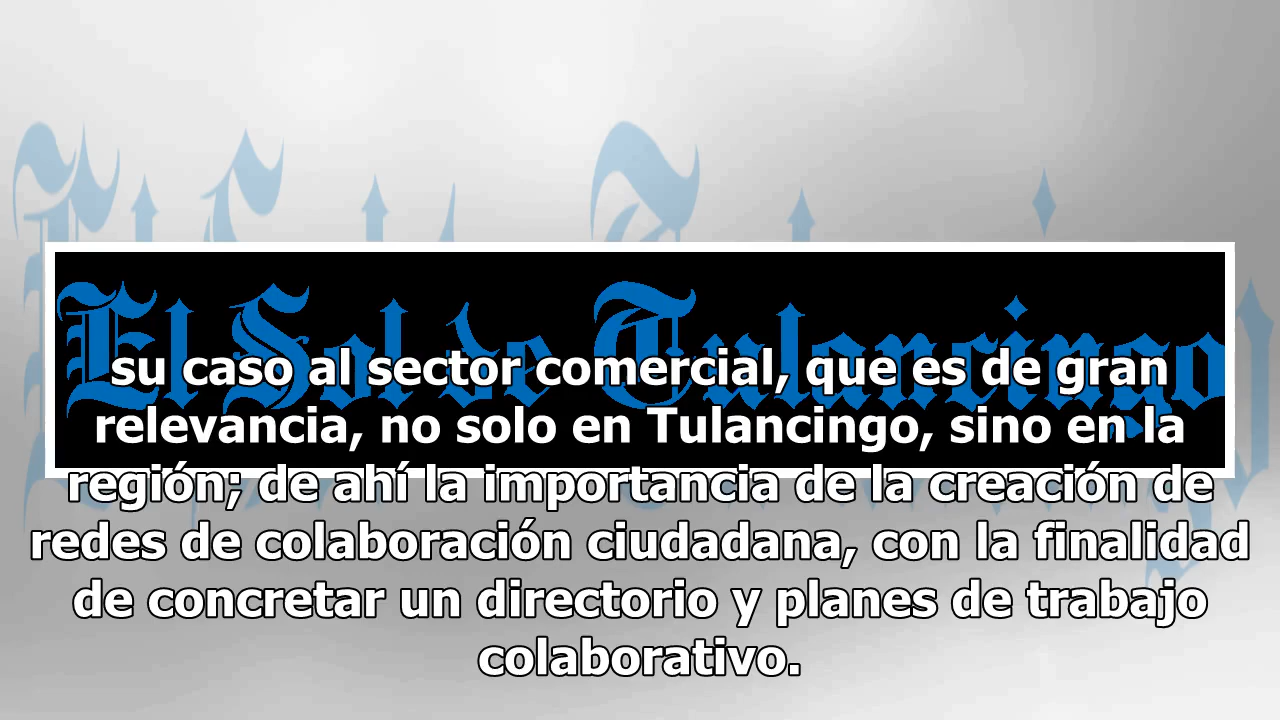 El Sol de Tulancingo
su caso al sector comercial, que es de gran
relevancia, no solo en Tulancingo, sino en la
región; de ahí la importancia de la creación de
redes de colaboración ciudadana, con la finalidad
de concretar un directorio y planes de trabajo
colaborativo.